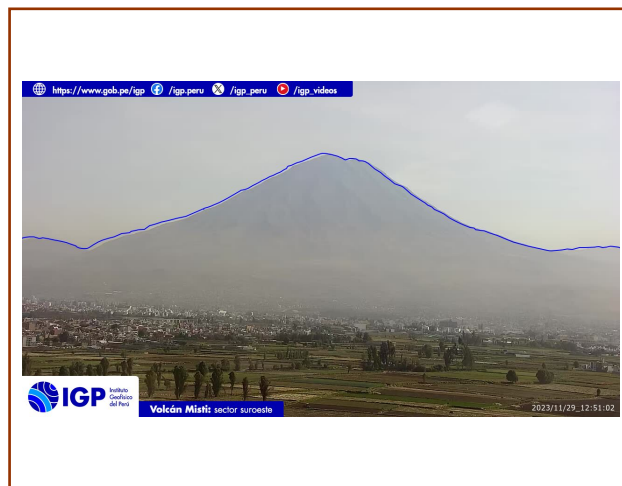 https://www.gob.pe/igp /igp.peru /igp_peru /igp_videos
IGP Instituto
Geofísico
del Perú
Volcán Misti: sector suroeste
2023/11/29_12:51:02